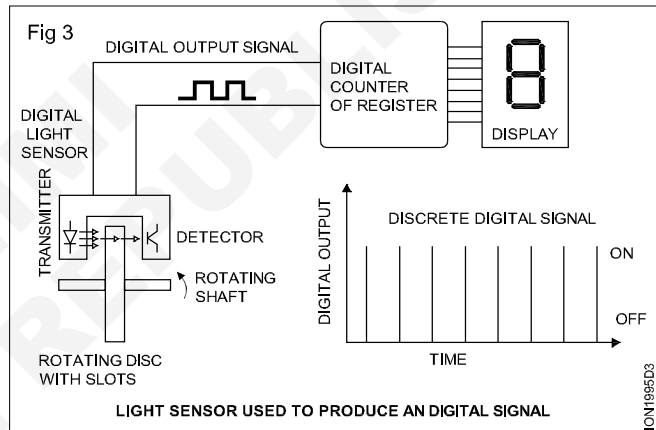 Fig 3
DIGITAL OUTPUT SIGNAL
DIGITAL
COUNTER
OF REGISTER
DISPLAY
DIGITAL
LIGHT
SENSOR
TRANSMITTER
DETECTOR
ROTATING
SHAFT
ROTATING DISC
WITH SLOTS
DISCRETE DIGITAL SIGNAL
DIGITAL OUTPUT
ON
OFF
TIME
LIGHT SENSOR USED TO PRODUCE AN DIGITAL SIGNAL
ION1995D3